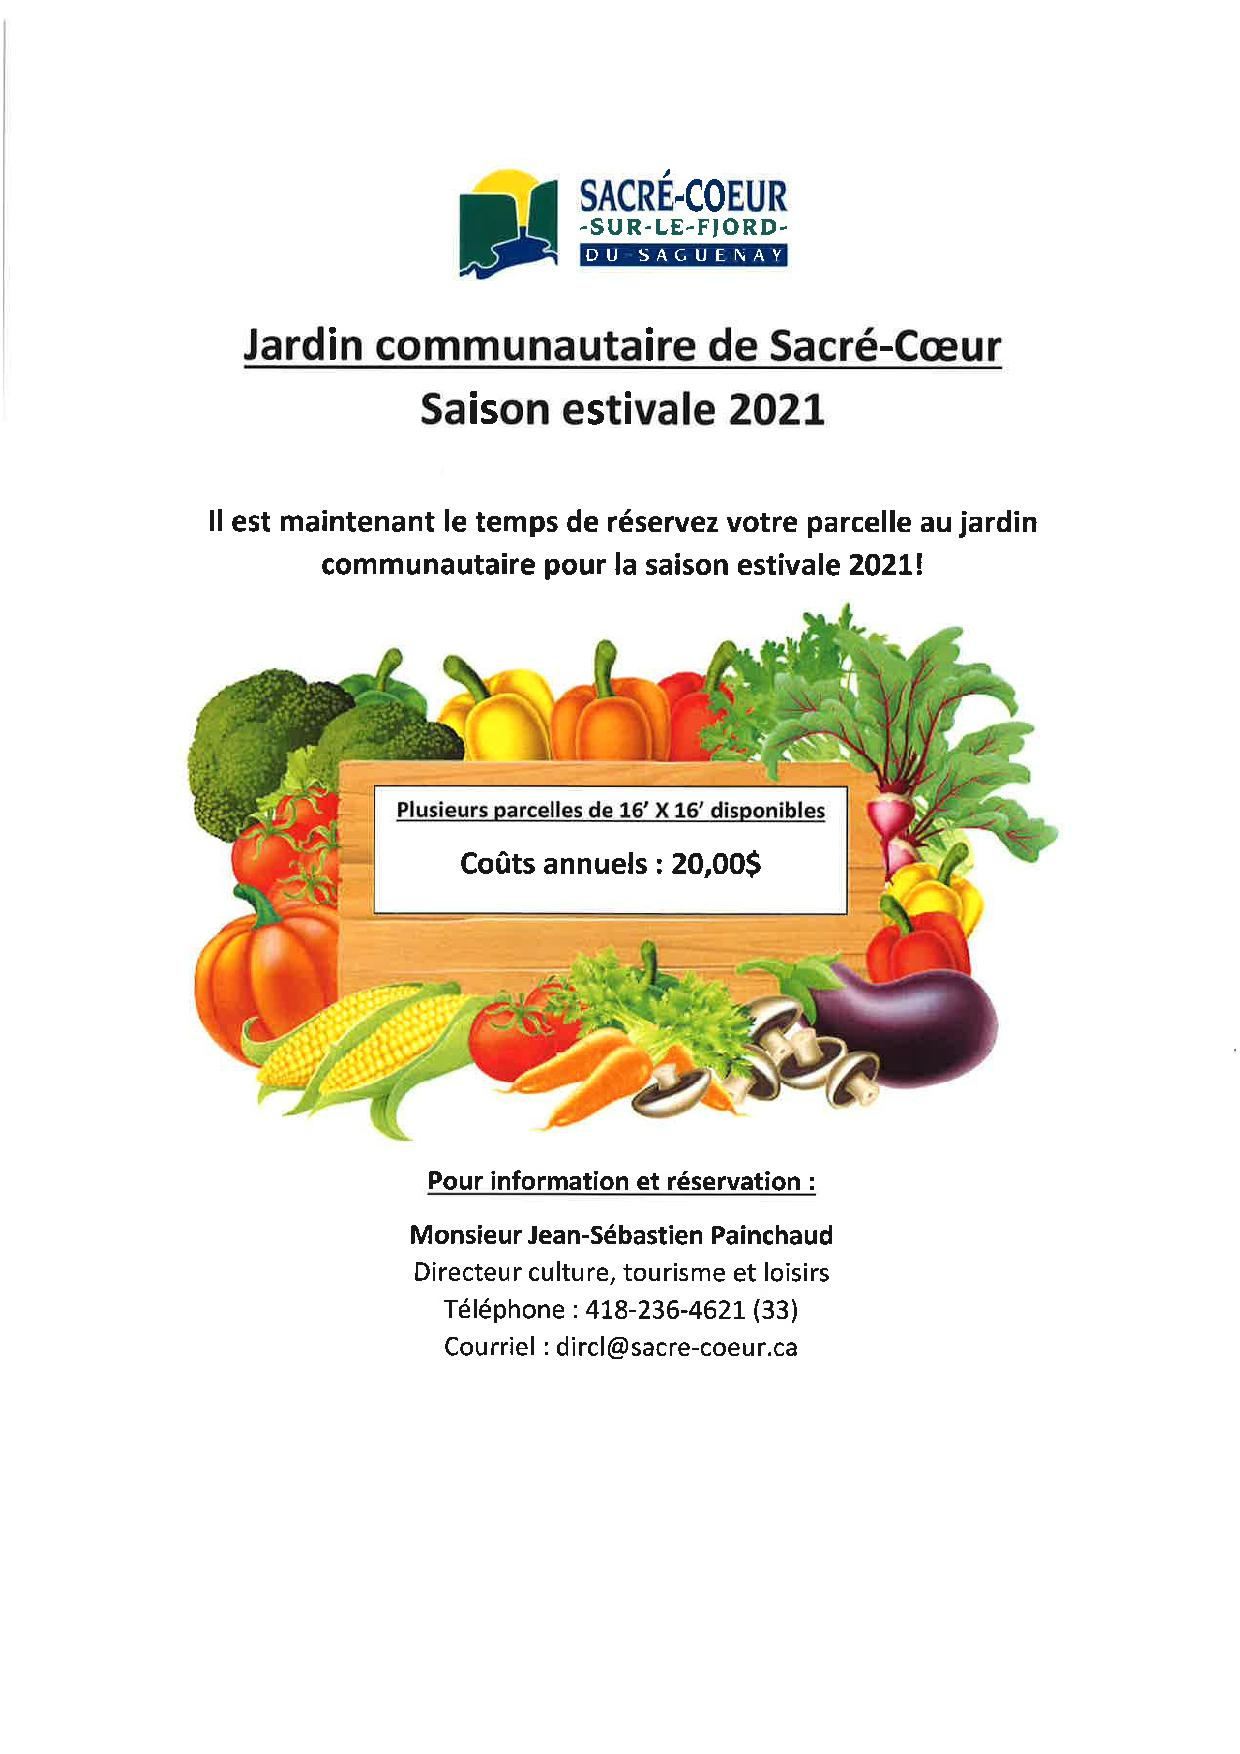 SACRÉ-COEUR
-SUR-LE-FJORD-
DU SAGUENAY
Jardin communautaire de Sacré-Cœur
Saison estivale 2021
Il est maintenant le temps de réservez votre parcelle au jardin
communautaire pour la saison estivale 2021!
Plusieurs parcelles de 16' X 16' disponibles
Coûts annuels : 20,00$
Pour information et réservation :
Monsieur Jean-Sébastien Painchaud
Directeur culture, tourisme et loisirs
Téléphone : 418-236-4621 (33)
Courriel : dircl@sacre-coeur.ca